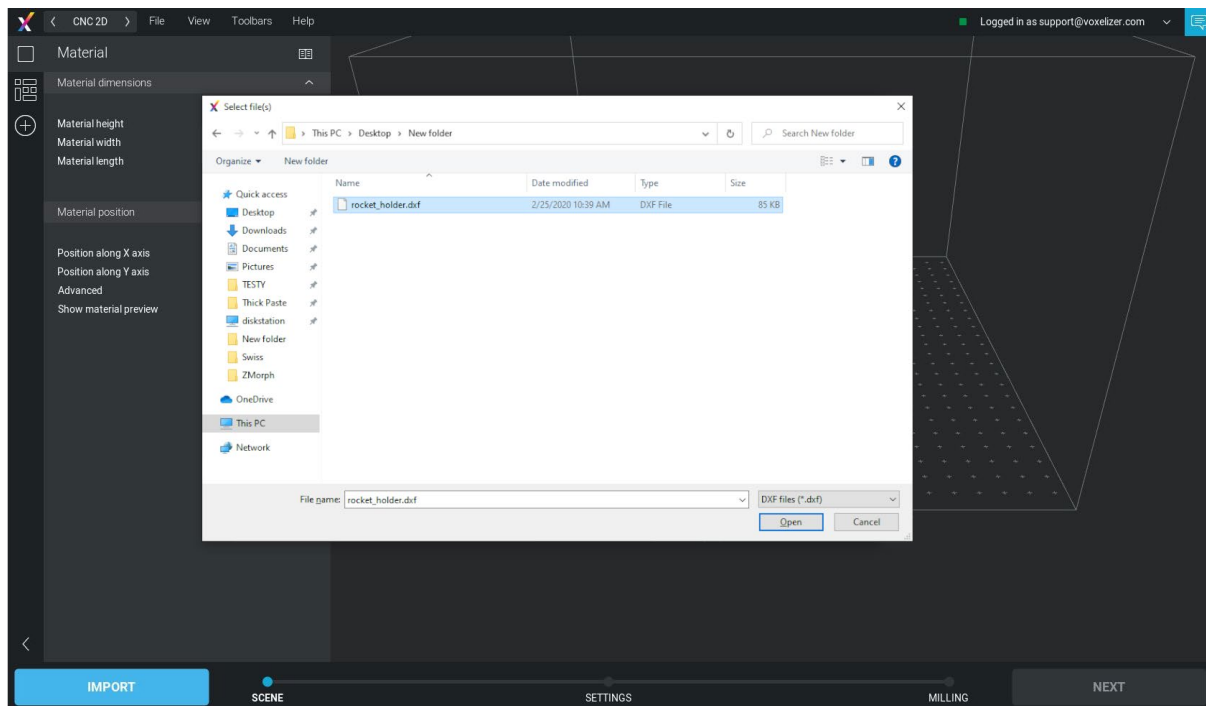 CNC 2D File View Toolbars Help Logged in as support@voxelizer.com
Material
Material dimensions
Material height
Material width
Material length
Material position
Position along X axis
Position along Y axis
Advanced
Show material preview
Select file(s)
This PC > Desktop > New folder Search New folder
Organize New folder
Name Date modified Type Size
rocket_holder.dxf 2/25/2020 10:39 AM DXF File 85 KB
Quick access
Desktop
Downloads
Documents
Pictures
TESTY
Thick Paste
diskstation
New folder
Swiss
ZMorph
OneDrive
This PC
Network
File name: rocket_holder.dxf DXF files (*.dxf)
Open Cancel
IMPORT SCENE SETTINGS MILLING NEXT